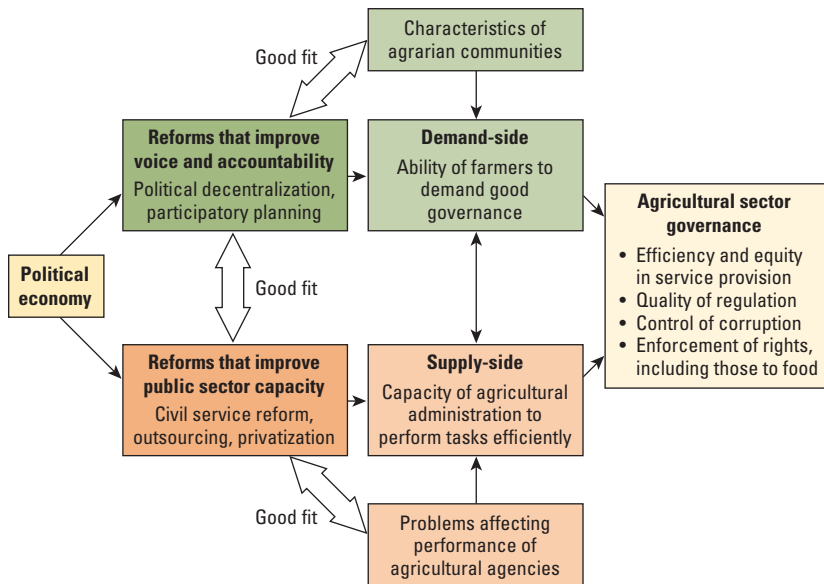 Characteristics of
agrarian communities
Good fit
Reforms that improve
voice and accountability
Political decentralization,
participatory planning
Demand-side
Ability of farmers to
demand good
governance
Agricultural sector
governance
• Efficiency and equity
in service provision
• Quality of regulation
• Control of corruption
• Enforcement of rights,
including those to food
Political
economy
Good fit
Reforms that improve
public sector capacity
Civil service reform,
outsourcing, privatization
Supply-side
Capacity of agricultural
administration to
perform tasks efficiently
Good fit
Problems affecting
performance of
agricultural agencies